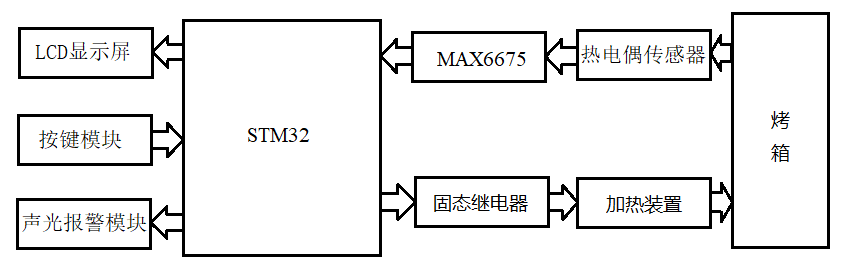 LCD显示屏
按键模块
声光报警模块
STM32
MAX6675
热电偶传感器
固态继电器
加热装置
烤
箱